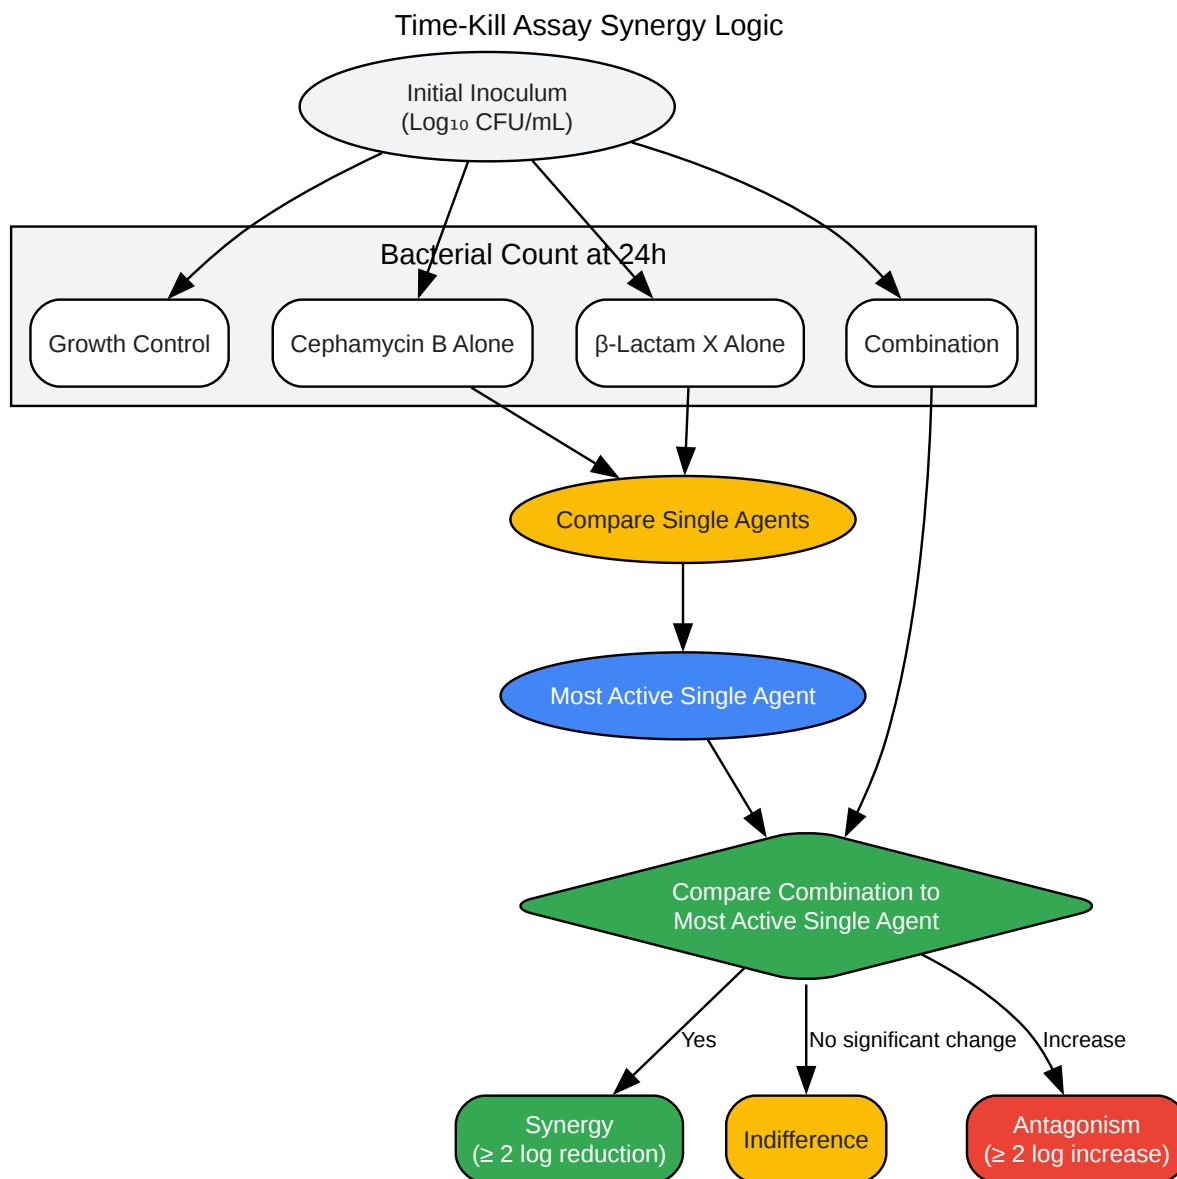 Time-Kill Assay Synergy Logic
Initial Inoculum
(Log₁₀ CFU/mL)
Bacterial Count at 24h
Growth Control
Cephamycin B Alone
β-Lactam X Alone
Combination
Compare Single Agents
Most Active Single Agent
Compare Combination to
Most Active Single Agent
Yes
No significant change
Increase
Synergy
(≥ 2 log reduction)
Indifference
Antagonism
(≥ 2 log increase)